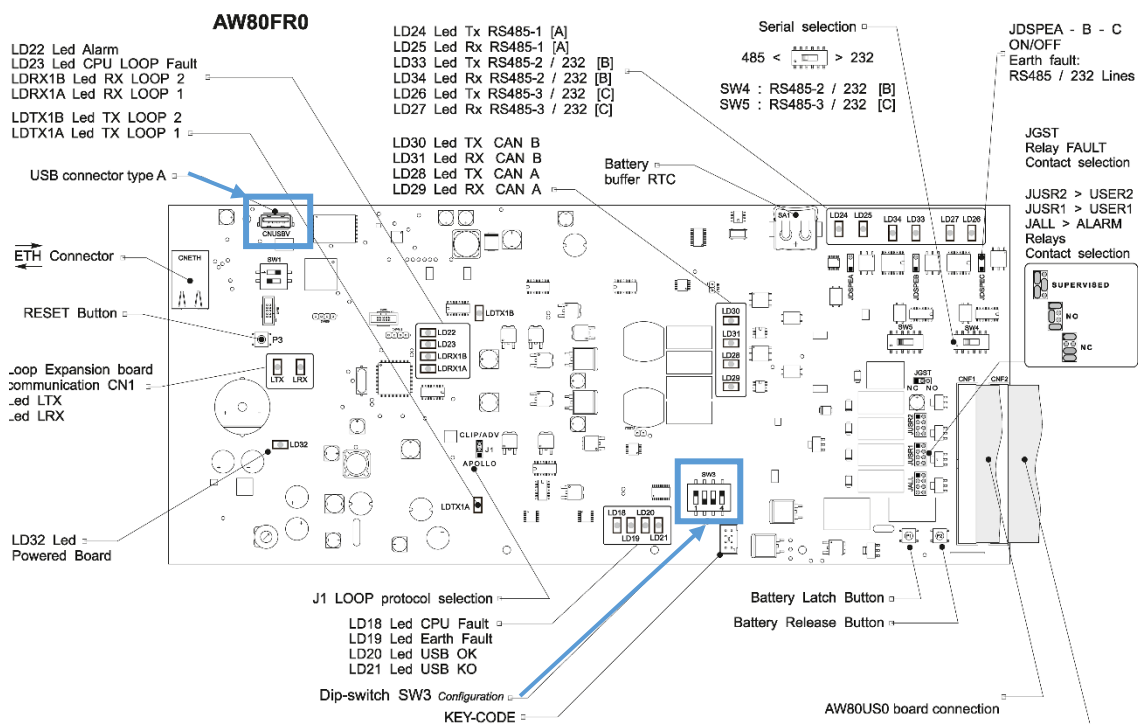 AW80FR0
LD22 Led Alarm
LD23 Led CPU LOOP Fault
LDRX1B Led RX LOOP 2
LDRX1A Led RX LOOP 1
LDTX1B Led TX LOOP 2
LDTX1A Led TX LOOP 1
USB connector type A
ETH Connector
RESET Button
Loop Expansion board
communication CN1
Led LTX
Led LRX
LD32 Led
Powered Board
LD24 Led Tx RS485-1 [A]
LD25 Led Rx RS485-1 [A]
LD33 Led Tx RS485-2 / 232 [B]
LD34 Led Rx RS485-2 / 232 [B]
LD26 Led Tx RS485-3 / 232 [C]
LD27 Led Rx RS485-3 / 232 [C]
LD30 Led TX CAN B
LD31 Led RX CAN B
LD28 Led TX CAN A
LD29 Led RX CAN A
Battery
buffer RTC
Serial selection
485 < > 232
SW4 : RS485-2 / 232 [B]
SW5 : RS485-3 / 232 [C]
JDSPEA - B - C
ON/OFF
Earth fault:
RS485 / 232 Lines
JGST
Relay FAULT
Contact selection
JUSR2 > USER2
JUSR1 > USER1
JALL > ALARM
Relays
Contact selection
SUPERVISED
NO
NC
CNUSBV
CNETH
SW1
P3
LTX LRX
LD32
LD22
LD23
LDRX1B
LDRX1A
LDTX1B
CLIP/ADV
J1
APOLLO
LDTX1A
SA1
LD24 LD25 LD34 LD33 LD27 LD26
JDSPEA
JDSPEB
JDSPEC
LD30
LD31
LD28
LD29
SW5
SW4
JGST
NC NO
JUSR2
JUSR1
JALL
CNF1 CNF2
SW3
1 4
LD18 LD20
LD19 LD21
P1 P2
J1 LOOP protocol selection
LD18 Led CPU Fault
LD19 Led Earth Fault
LD20 Led USB OK
LD21 Led USB KO
Dip-switch SW3 Configuration
KEY-CODE
Battery Latch Button
Battery Release Button
AW80US0 board connection